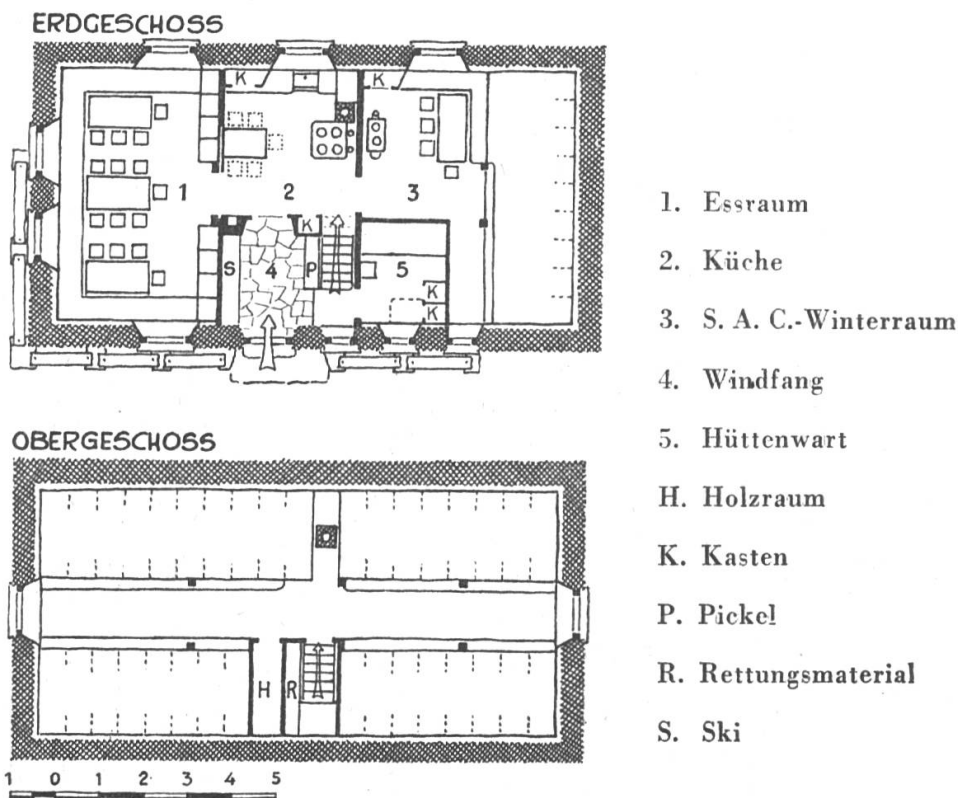 ERDGESCHOSS
K
K
1
2
3
K
S
4
P
5
K
K
OBERGESCHOSS
H
R
1 0 1 2 3 4 5
1. Essraum
2. Küche
3. S. A. C.-Winterraum
4. Windfang
5. Hüttenwart
H. Holzraum
K. Kasten
P. Pickel
R. Rettungsmaterial
S. Ski